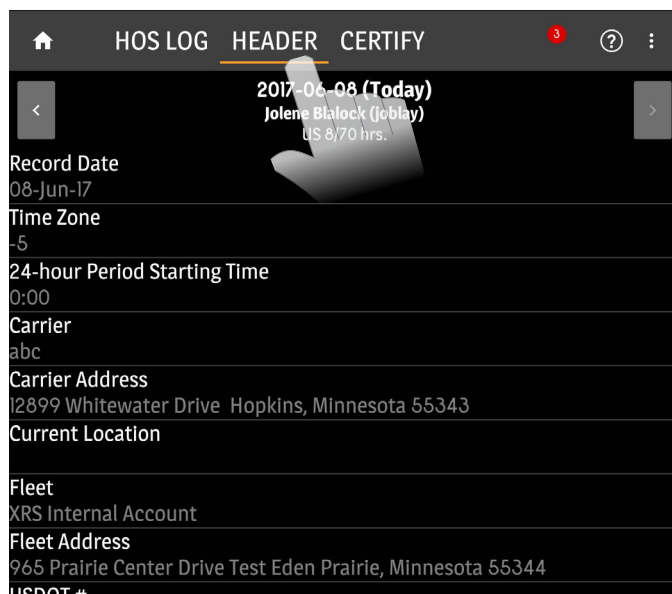 HOS LOG HEADER CERTIFY 3 ?
2017-06-08 (Today)
Jolene Blalock (joblay)
US 8/70 hrs.
Record Date
08-Jun-17
Time Zone
-5
24-hour Period Starting Time
0:00
Carrier
abc
Carrier Address
12899 Whitewater Drive Hopkins, Minnesota 55343
Current Location
Fleet
XRS Internal Account
Fleet Address
965 Prairie Center Drive Test Eden Prairie, Minnesota 55344
USDOT #